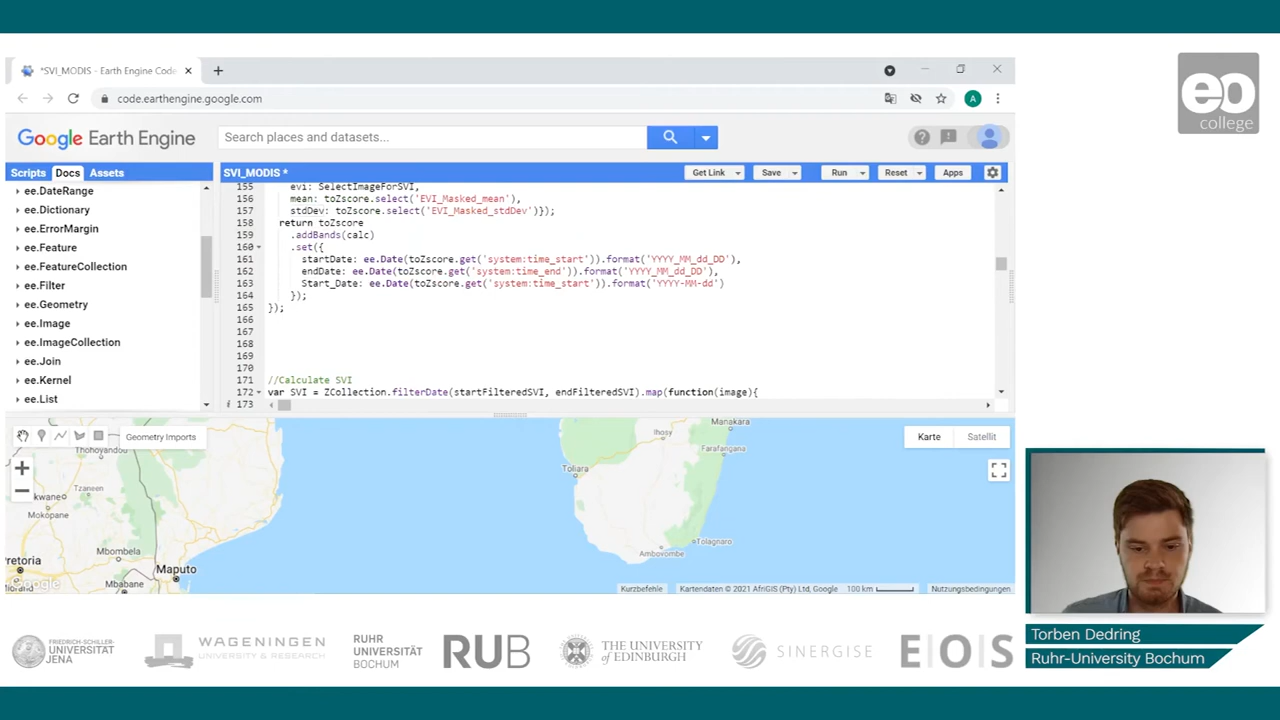 *SVI_MODIS - Earth Engine Code
code.earthengine.google.com
A
Google Earth Engine
Search places and datasets...
Scripts Docs Assets
SVI_MODIS *
Get Link Save Run Reset Apps
ee.DateRange
ee.Dictionary
ee.ErrorMargin
ee.Feature
ee.FeatureCollection
ee.Filter
ee.Geometry
ee.Image
ee.ImageCollection
ee.Join
ee.Kernel
ee.List
155 evi: SelectImageForSVI,
156 mean: toZscore.select('EVI_Masked_mean'),
157 stdDev: toZscore.select('EVI_Masked_stdDev')});
158 return toZscore
159 .addBands(calc)
160 .set({
161 startDate: ee.Date(toZscore.get('system:time_start')).format('YYYY_MM_dd_DD'),
162 endDate: ee.Date(toZscore.get('system:time_end')).format('YYYY_MM_dd_DD'),
163 Start_Date: ee.Date(toZscore.get('system:time_start')).format('YYYY-MM-dd')
164 });
165 });
166
167
168
169
170
171 //Calculate SVI
172 var SVI = ZCollection.filterDate(startFilteredSVI, endFilteredSVI).map(function(image){
i 173
Geometry Imports
Karte Satellit
+
−
Thohoyandou
Tzaneen
kwane
Mokopane
Mbombela
retoria
Maputo
Mbabane
Google
Toliara
Ihosy
Manakara
Farafangana
Tolagnaro
Ambovombe
Kurzbefehle
Kartendaten © 2021 AfriGIS (Pty) Ltd, Google
100 km
Nutzungsbedingungen
eo
college
Torben Dedring
Ruhr-University Bochum
FRIEDRICH-SCHILLER-
UNIVERSITÄT
JENA
WAGENINGEN
UNIVERSITY & RESEARCH
RUHR
UNIVERSITÄT
BOCHUM
RUB
THE UNIVERSITY
of EDINBURGH
SINERGISE
E|O|S